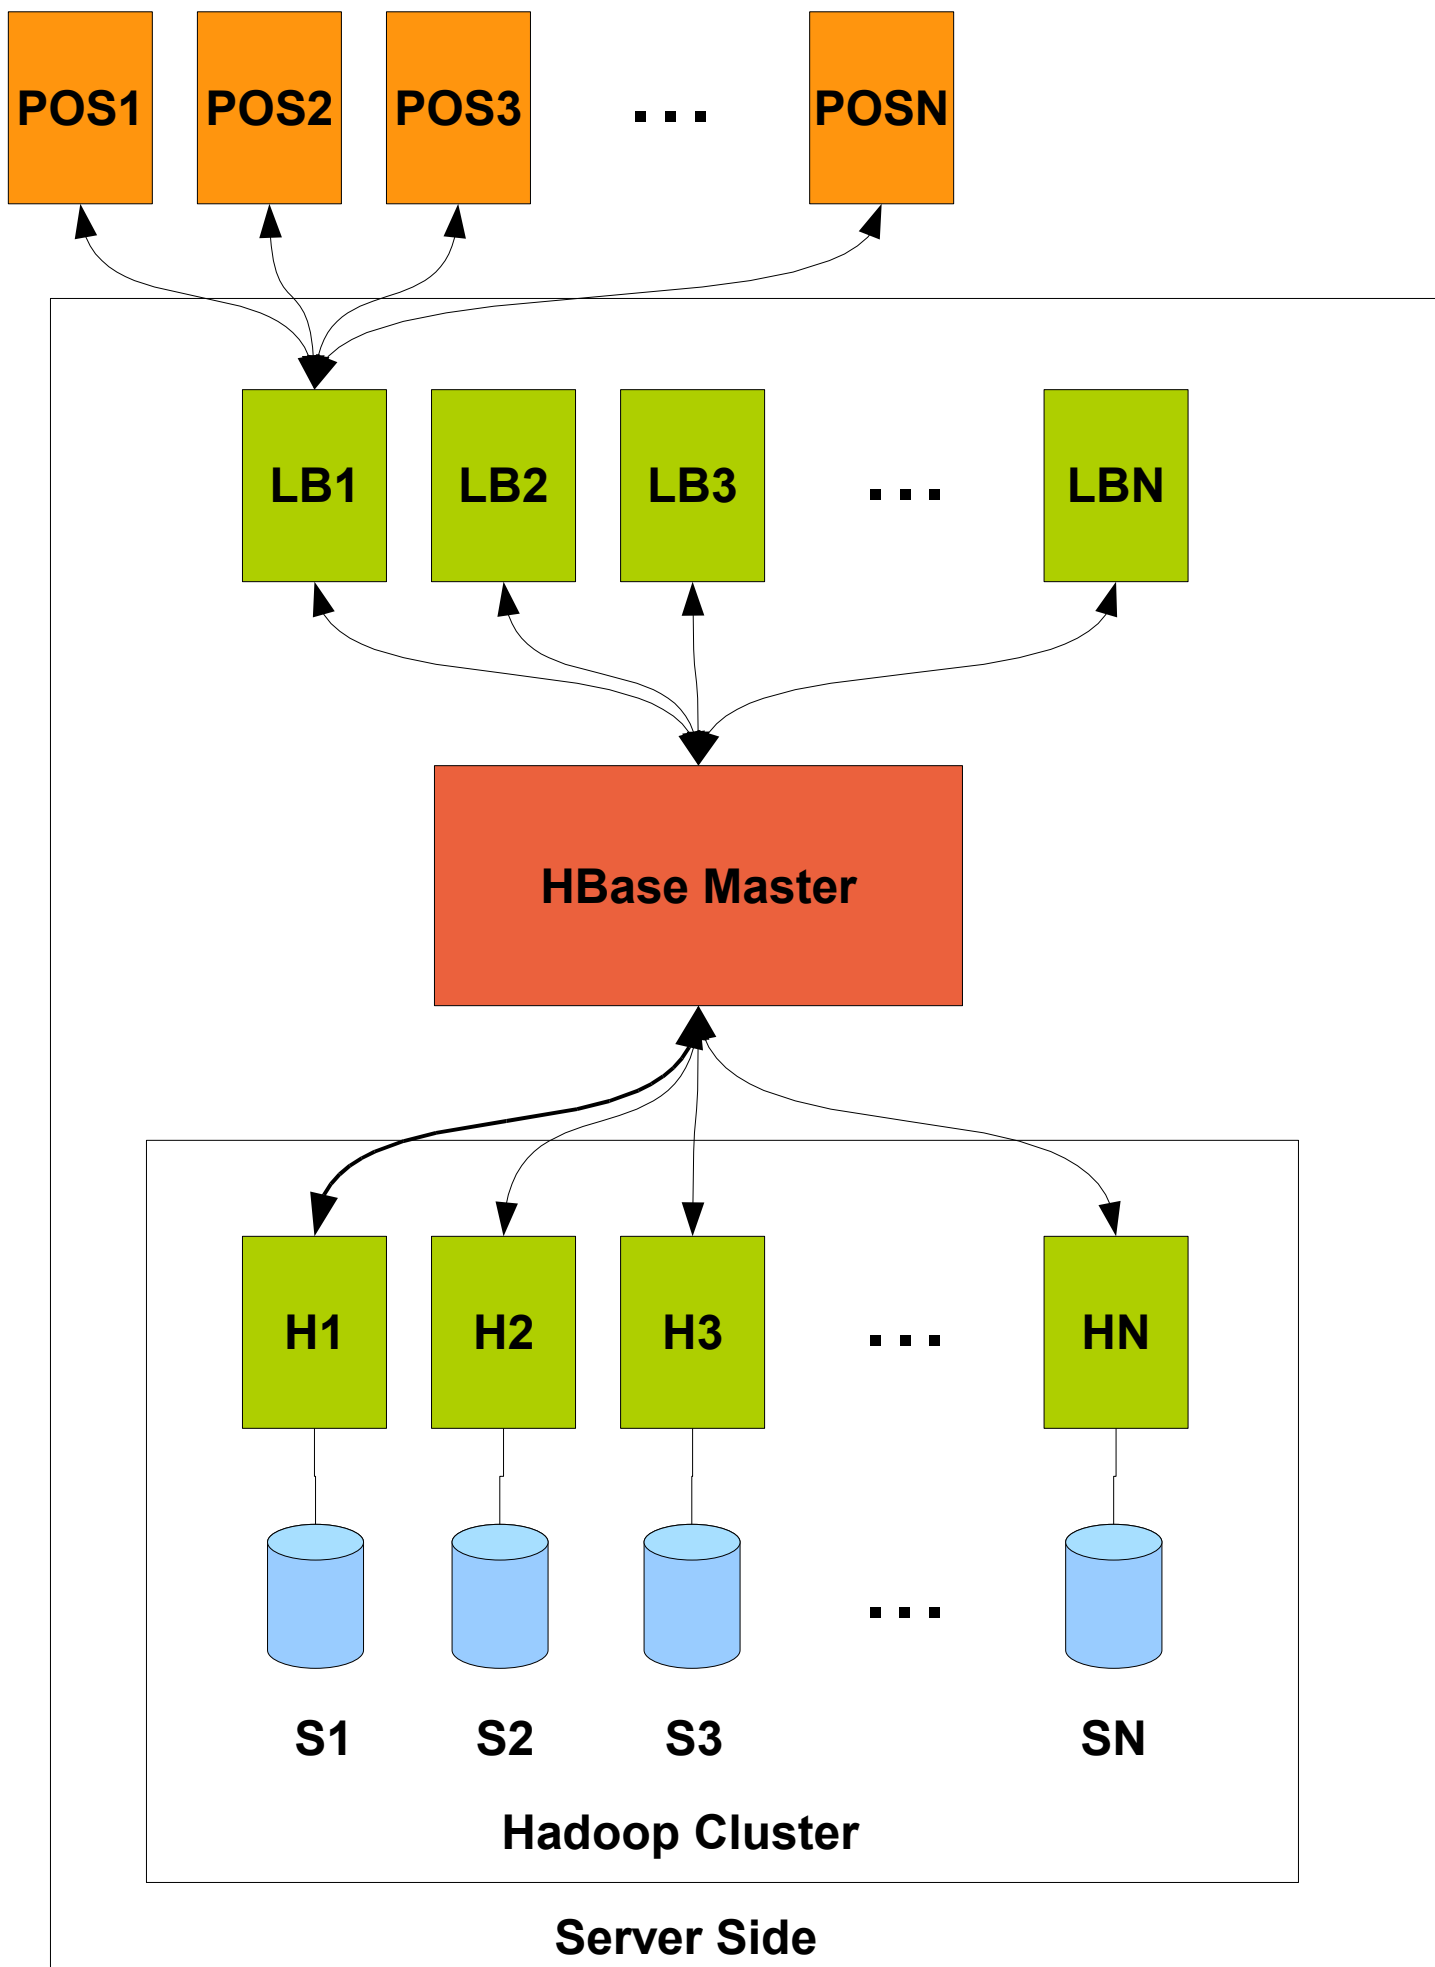 POS1 POS2 POS3 ... POSN
LB1 LB2 LB3 ... LBN
HBase Master
H1 H2 H3 ... HN
...
S1 S2 S3 SN
Hadoop Cluster
Server Side